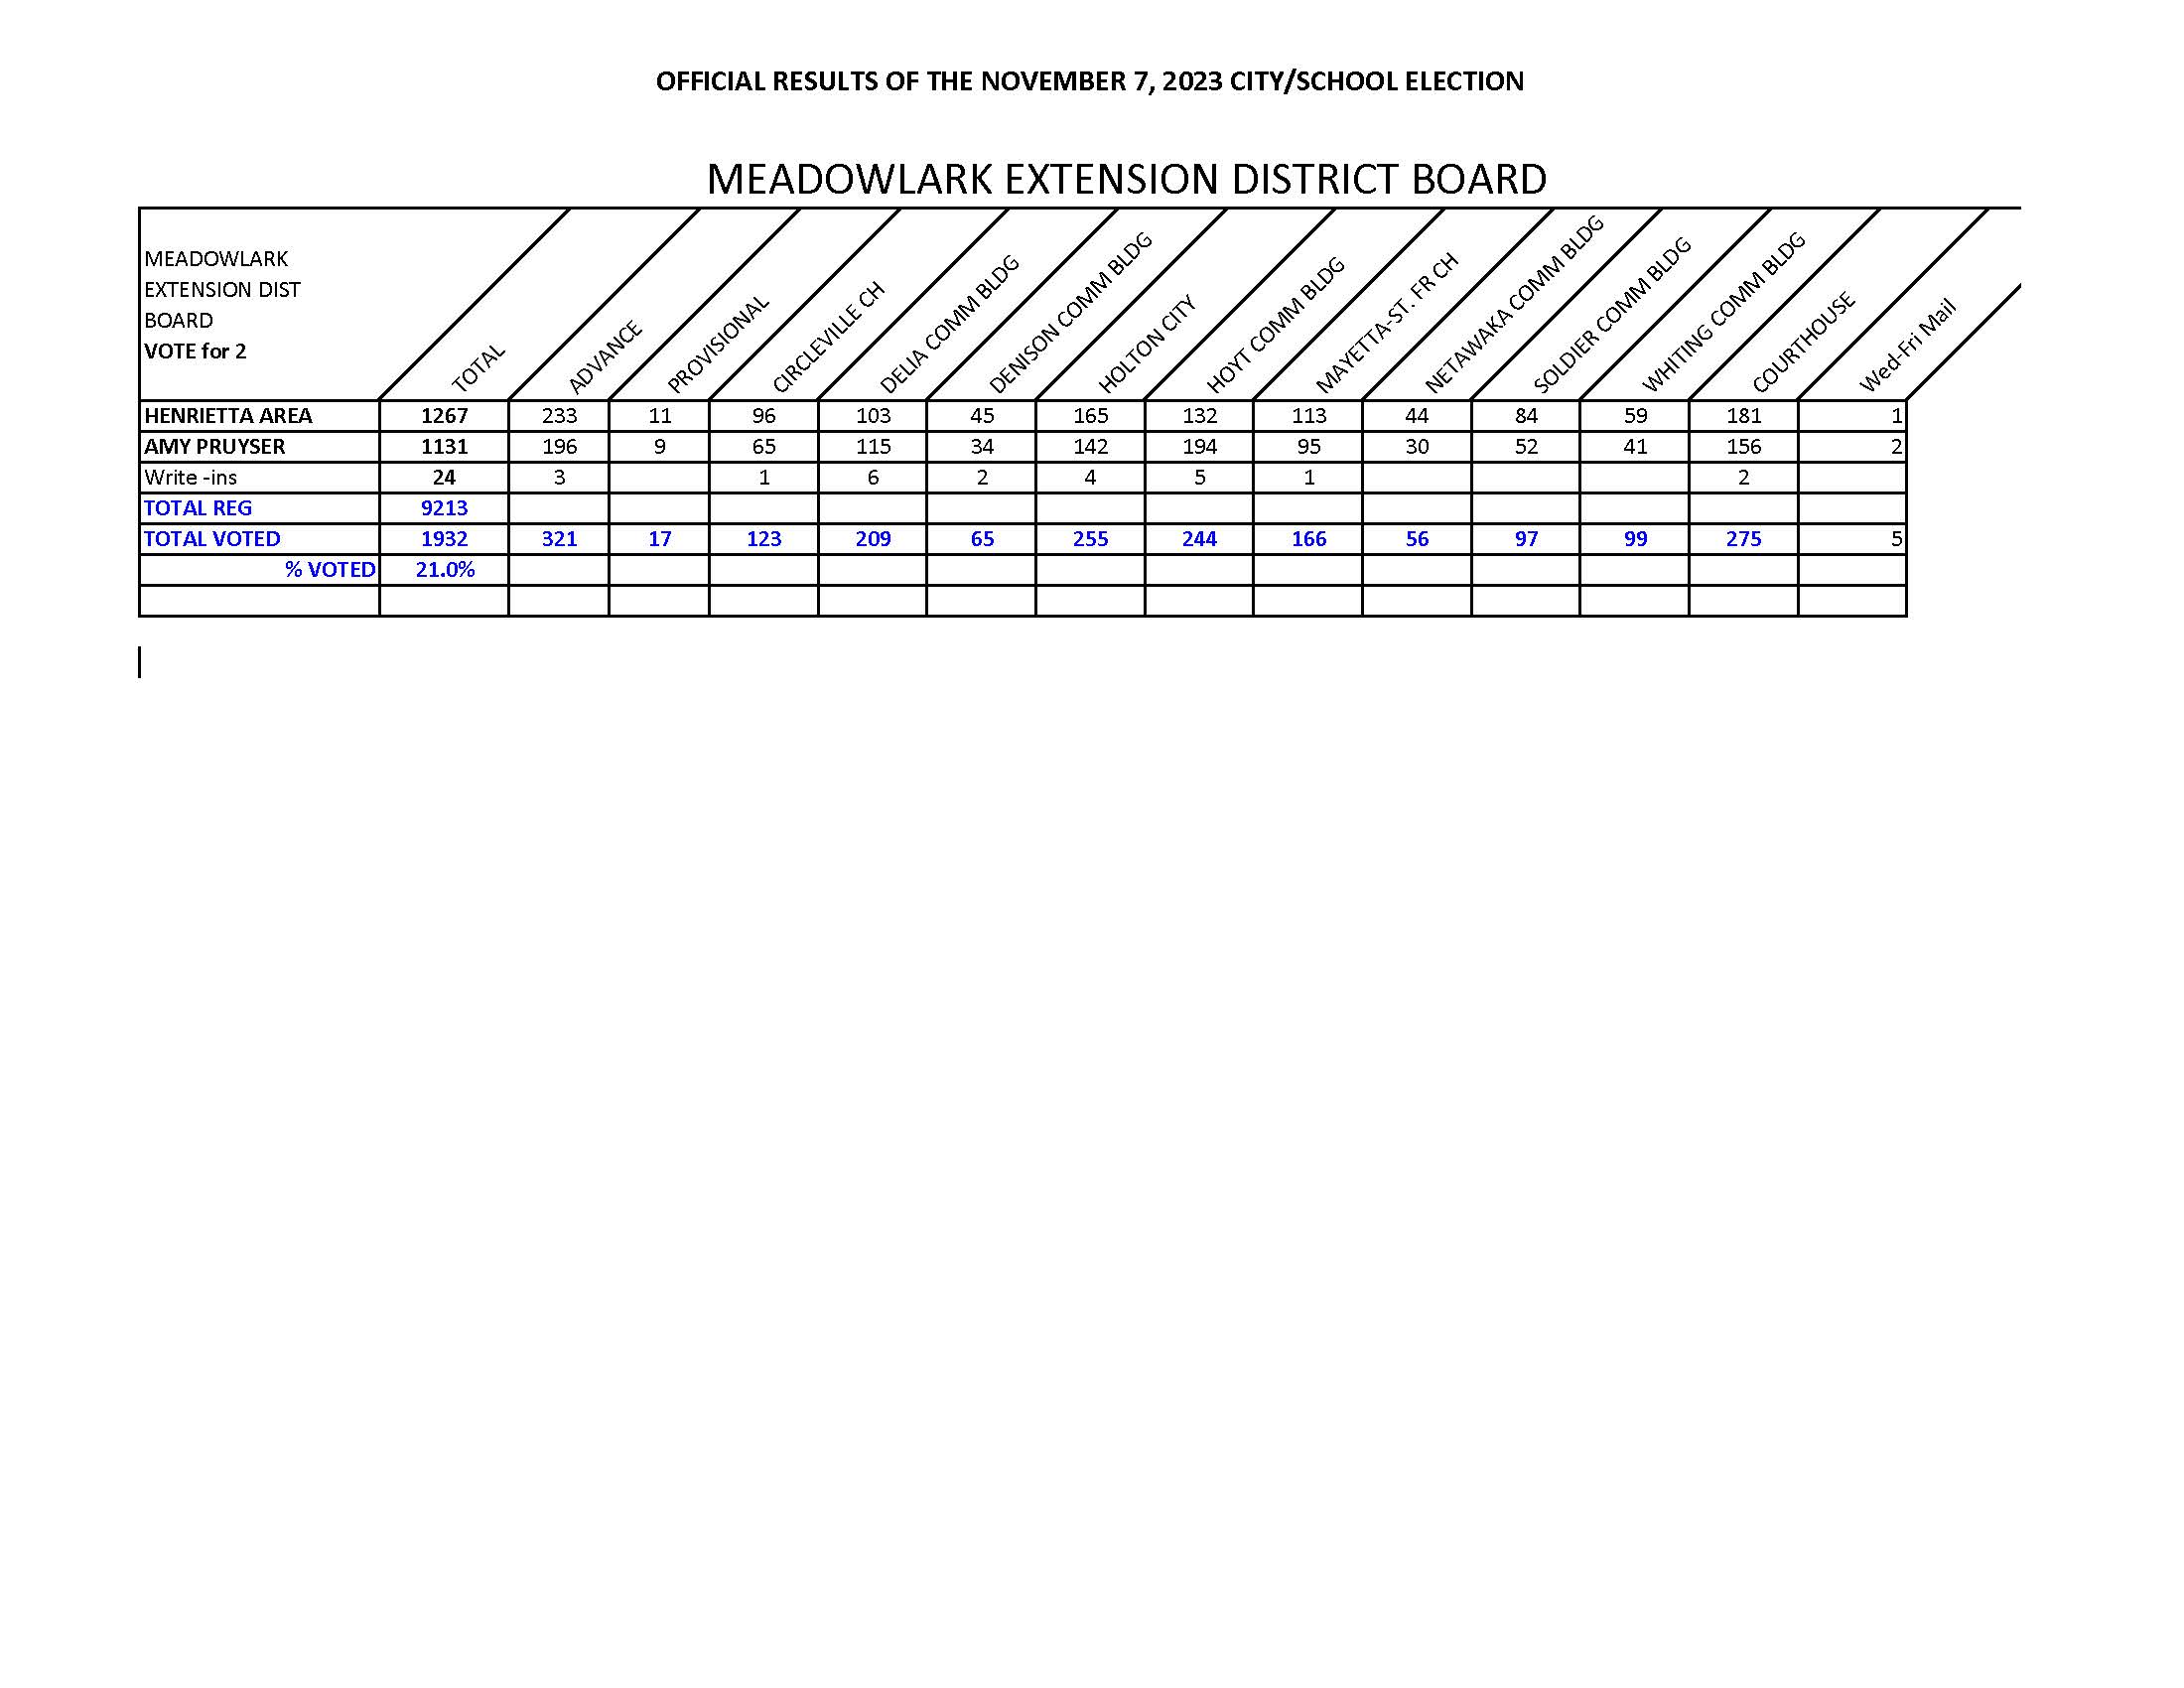 OFFICIAL RESULTS OF THE NOVEMBER 7, 2023 CITY/SCHOOL ELECTION
MEADOWLARK EXTENSION DISTRICT BOARD
MEADOWLARK
EXTENSION DIST
BOARD
VOTE for 2
TOTAL
ADVANCE
PROVISIONAL
CIRCLEVILLE CH
DELIA COMM BLDG
DENISON COMM BLDG
HOLTON CITY
HOYT COMM BLDG
MAYETTA-ST. FR CH
NETAWAKA COMM BLDG
SOLDIER COMM BLDG
WHITING COMM BLDG
COURTHOUSE
Wed-Fri Mail
HENRIETTA AREA 1267 233 11 96 103 45 165 132 113 44 84 59 181 1
AMY PRUYSER 1131 196 9 65 115 34 142 194 95 30 52 41 156 2
Write -ins 24 3 1 6 2 4 5 1 2
TOTAL REG 9213
TOTAL VOTED 1932 321 17 123 209 65 255 244 166 56 97 99 275 5
% VOTED 21.0%